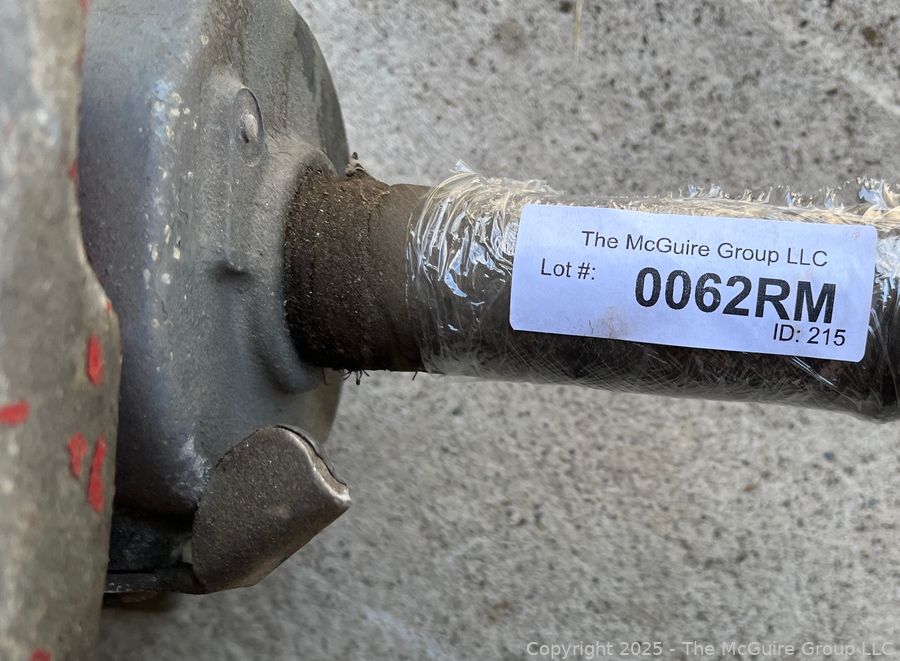 The McGuire Group LLC
Lot #: 0062RM
ID: 215
Copyright 2025 - The McGuire Group LLC